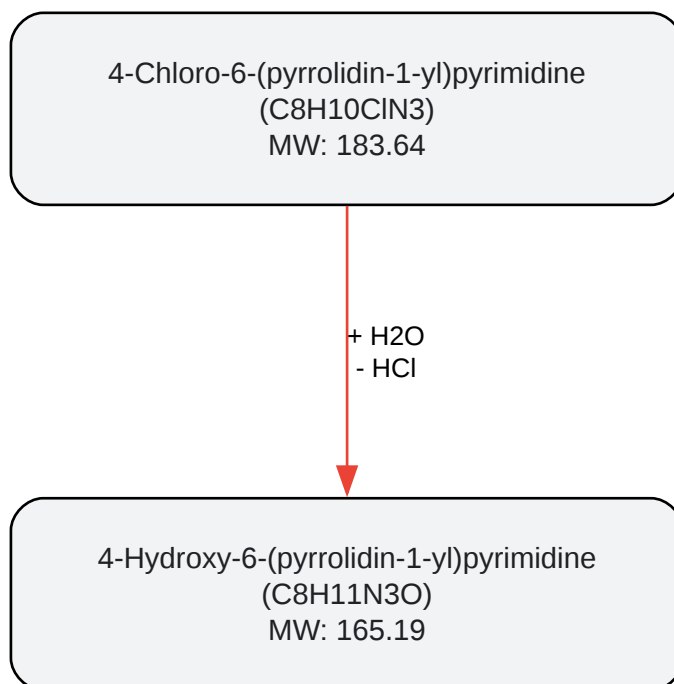 4-Chloro-6-(pyrrolidin-1-yl)pyrimidine
(C8H10ClN3)
MW: 183.64
+ H2O
- HCl
4-Hydroxy-6-(pyrrolidin-1-yl)pyrimidine
(C8H11N3O)
MW: 165.19